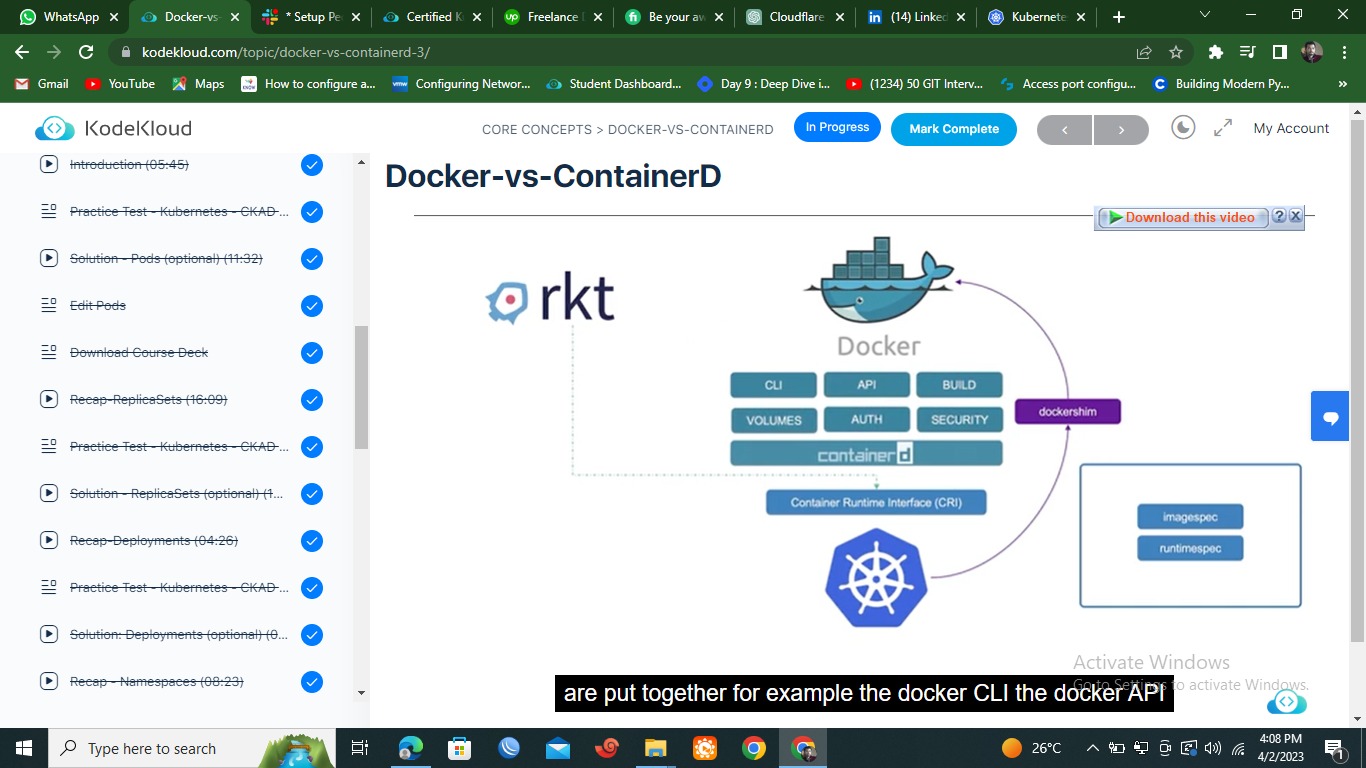 WhatsApp
Docker-vs-
* Setup Pe
Certified K
Freelance
Be your aw
Cloudflare
(14) Linked
Kubernete
kodekloud.com/topic/docker-vs-containerd-3/
Gmail
YouTube
Maps
How to configure a...
Configuring Networ...
Student Dashboard...
Day 9 : Deep Dive i...
(1234) 50 GIT Interv...
Access port configu...
Building Modern Py...
KodeKloud
CORE CONCEPTS > DOCKER-VS-CONTAINERD
In Progress
Mark Complete
My Account
Introduction (05:45)
Practice Test - Kubernetes - CKAD ...
Solution - Pods (optional) (11:32)
Edit Pods
Download Course Deck
Recap-ReplicaSets (16:09)
Practice Test - Kubernetes - CKAD ...
Solution - ReplicaSets (optional) (1...
Recap-Deployments (04:26)
Practice Test - Kubernetes - CKAD ...
Solution: Deployments (optional) (0...
Recap - Namespaces (08:23)
Docker-vs-ContainerD
Download this video
rkt
Docker
CLI
API
BUILD
VOLUMES
AUTH
SECURITY
containerd
dockershim
Container Runtime Interface (CRI)
imagespec
runtimespec
are put together for example the docker CLI the docker API
Activate Windows
Go to Settings to activate Windows.
Type here to search
26°C
4:08 PM
4/2/2023
1